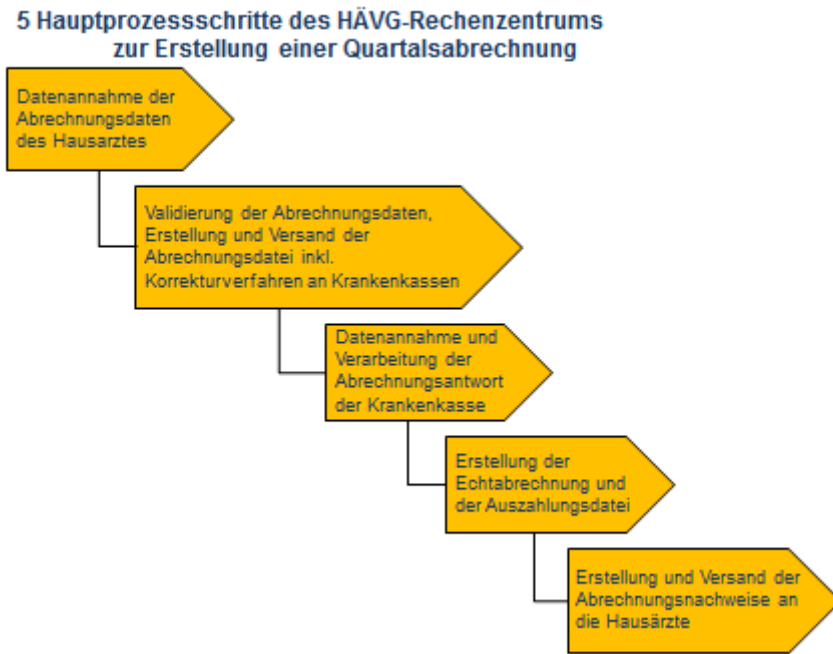 5 Hauptprozessschritte des HÄVG-Rechenzentrums
zur Erstellung einer Quartalsabrechnung
Datenannahme der
Abrechnungsdaten
des Hausarztes
Validierung der Abrechnungsdaten,
Erstellung und Versand der
Abrechnungsdatei inkl.
Korrekturverfahren an Krankenkassen
Datenannahme und
Verarbeitung der
Abrechnungsantwort
der Krankenkasse
Erstellung der
Echtabrechnung und
der Auszahlungsdatei
Erstellung und Versand der
Abrechnungsnachweise an
die Hausärzte